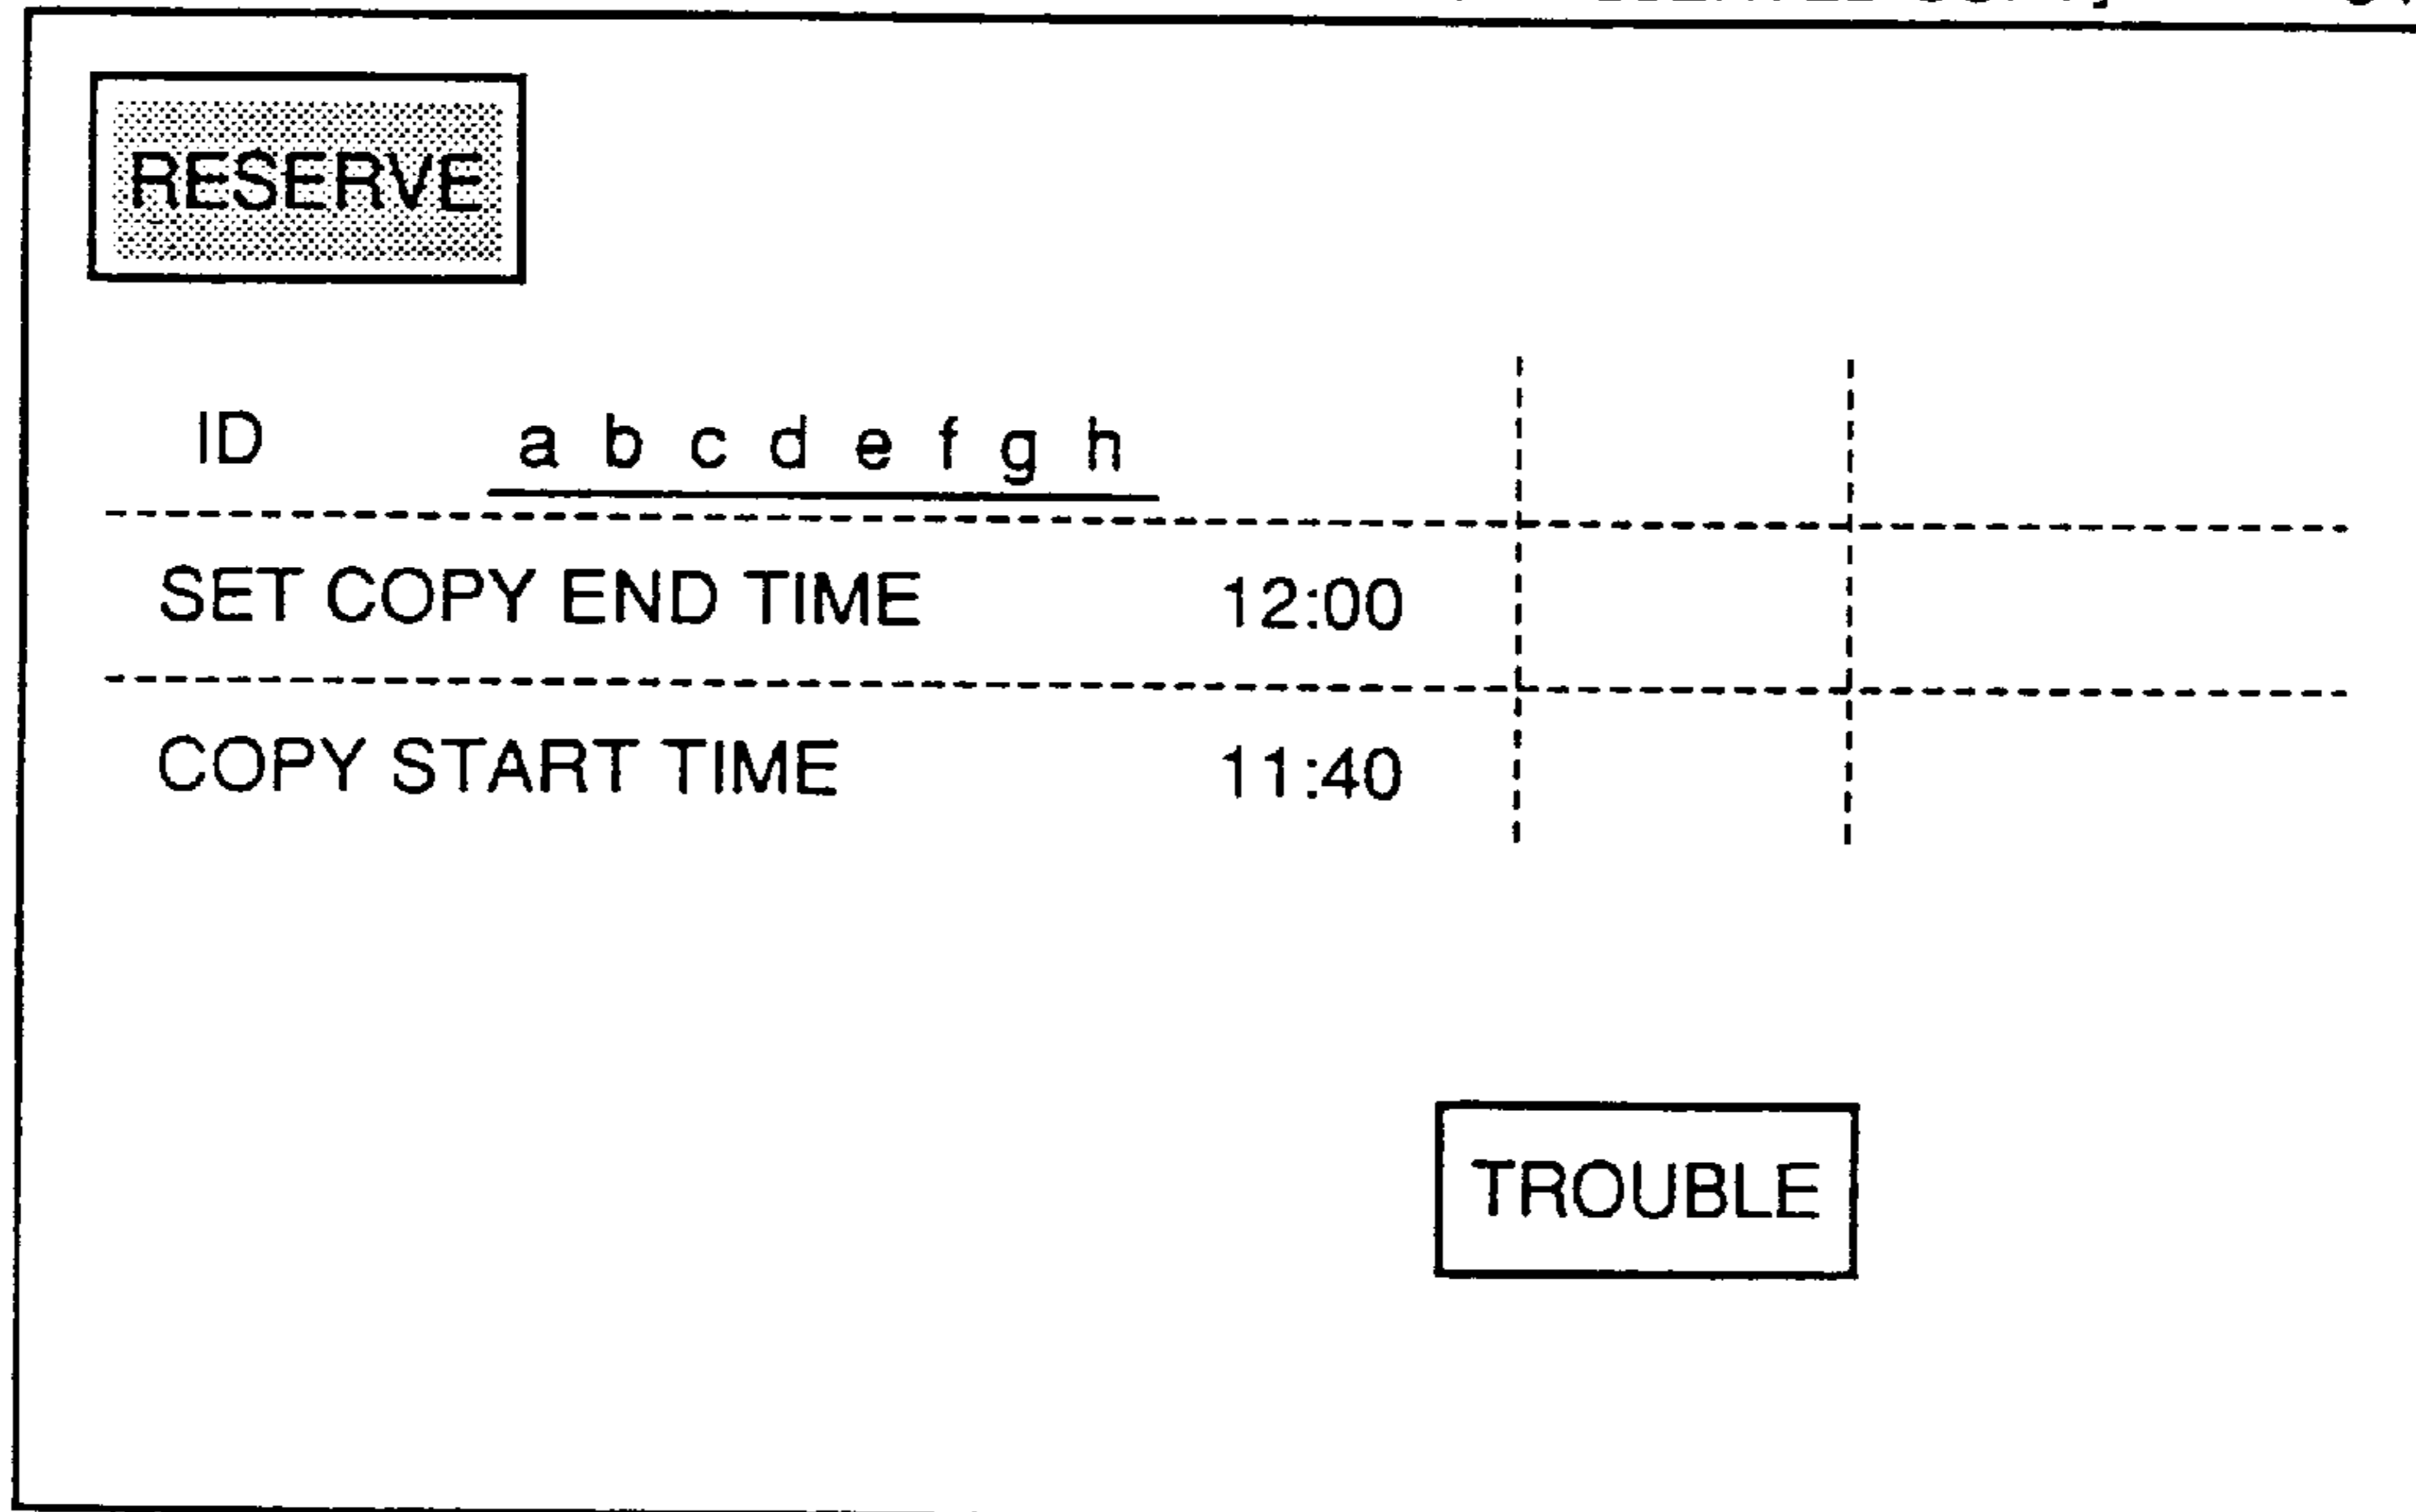 RESERVE
ID a b c d e f g h
SET COPY END TIME 12:00
COPY START TIME 11:40
TROUBLE